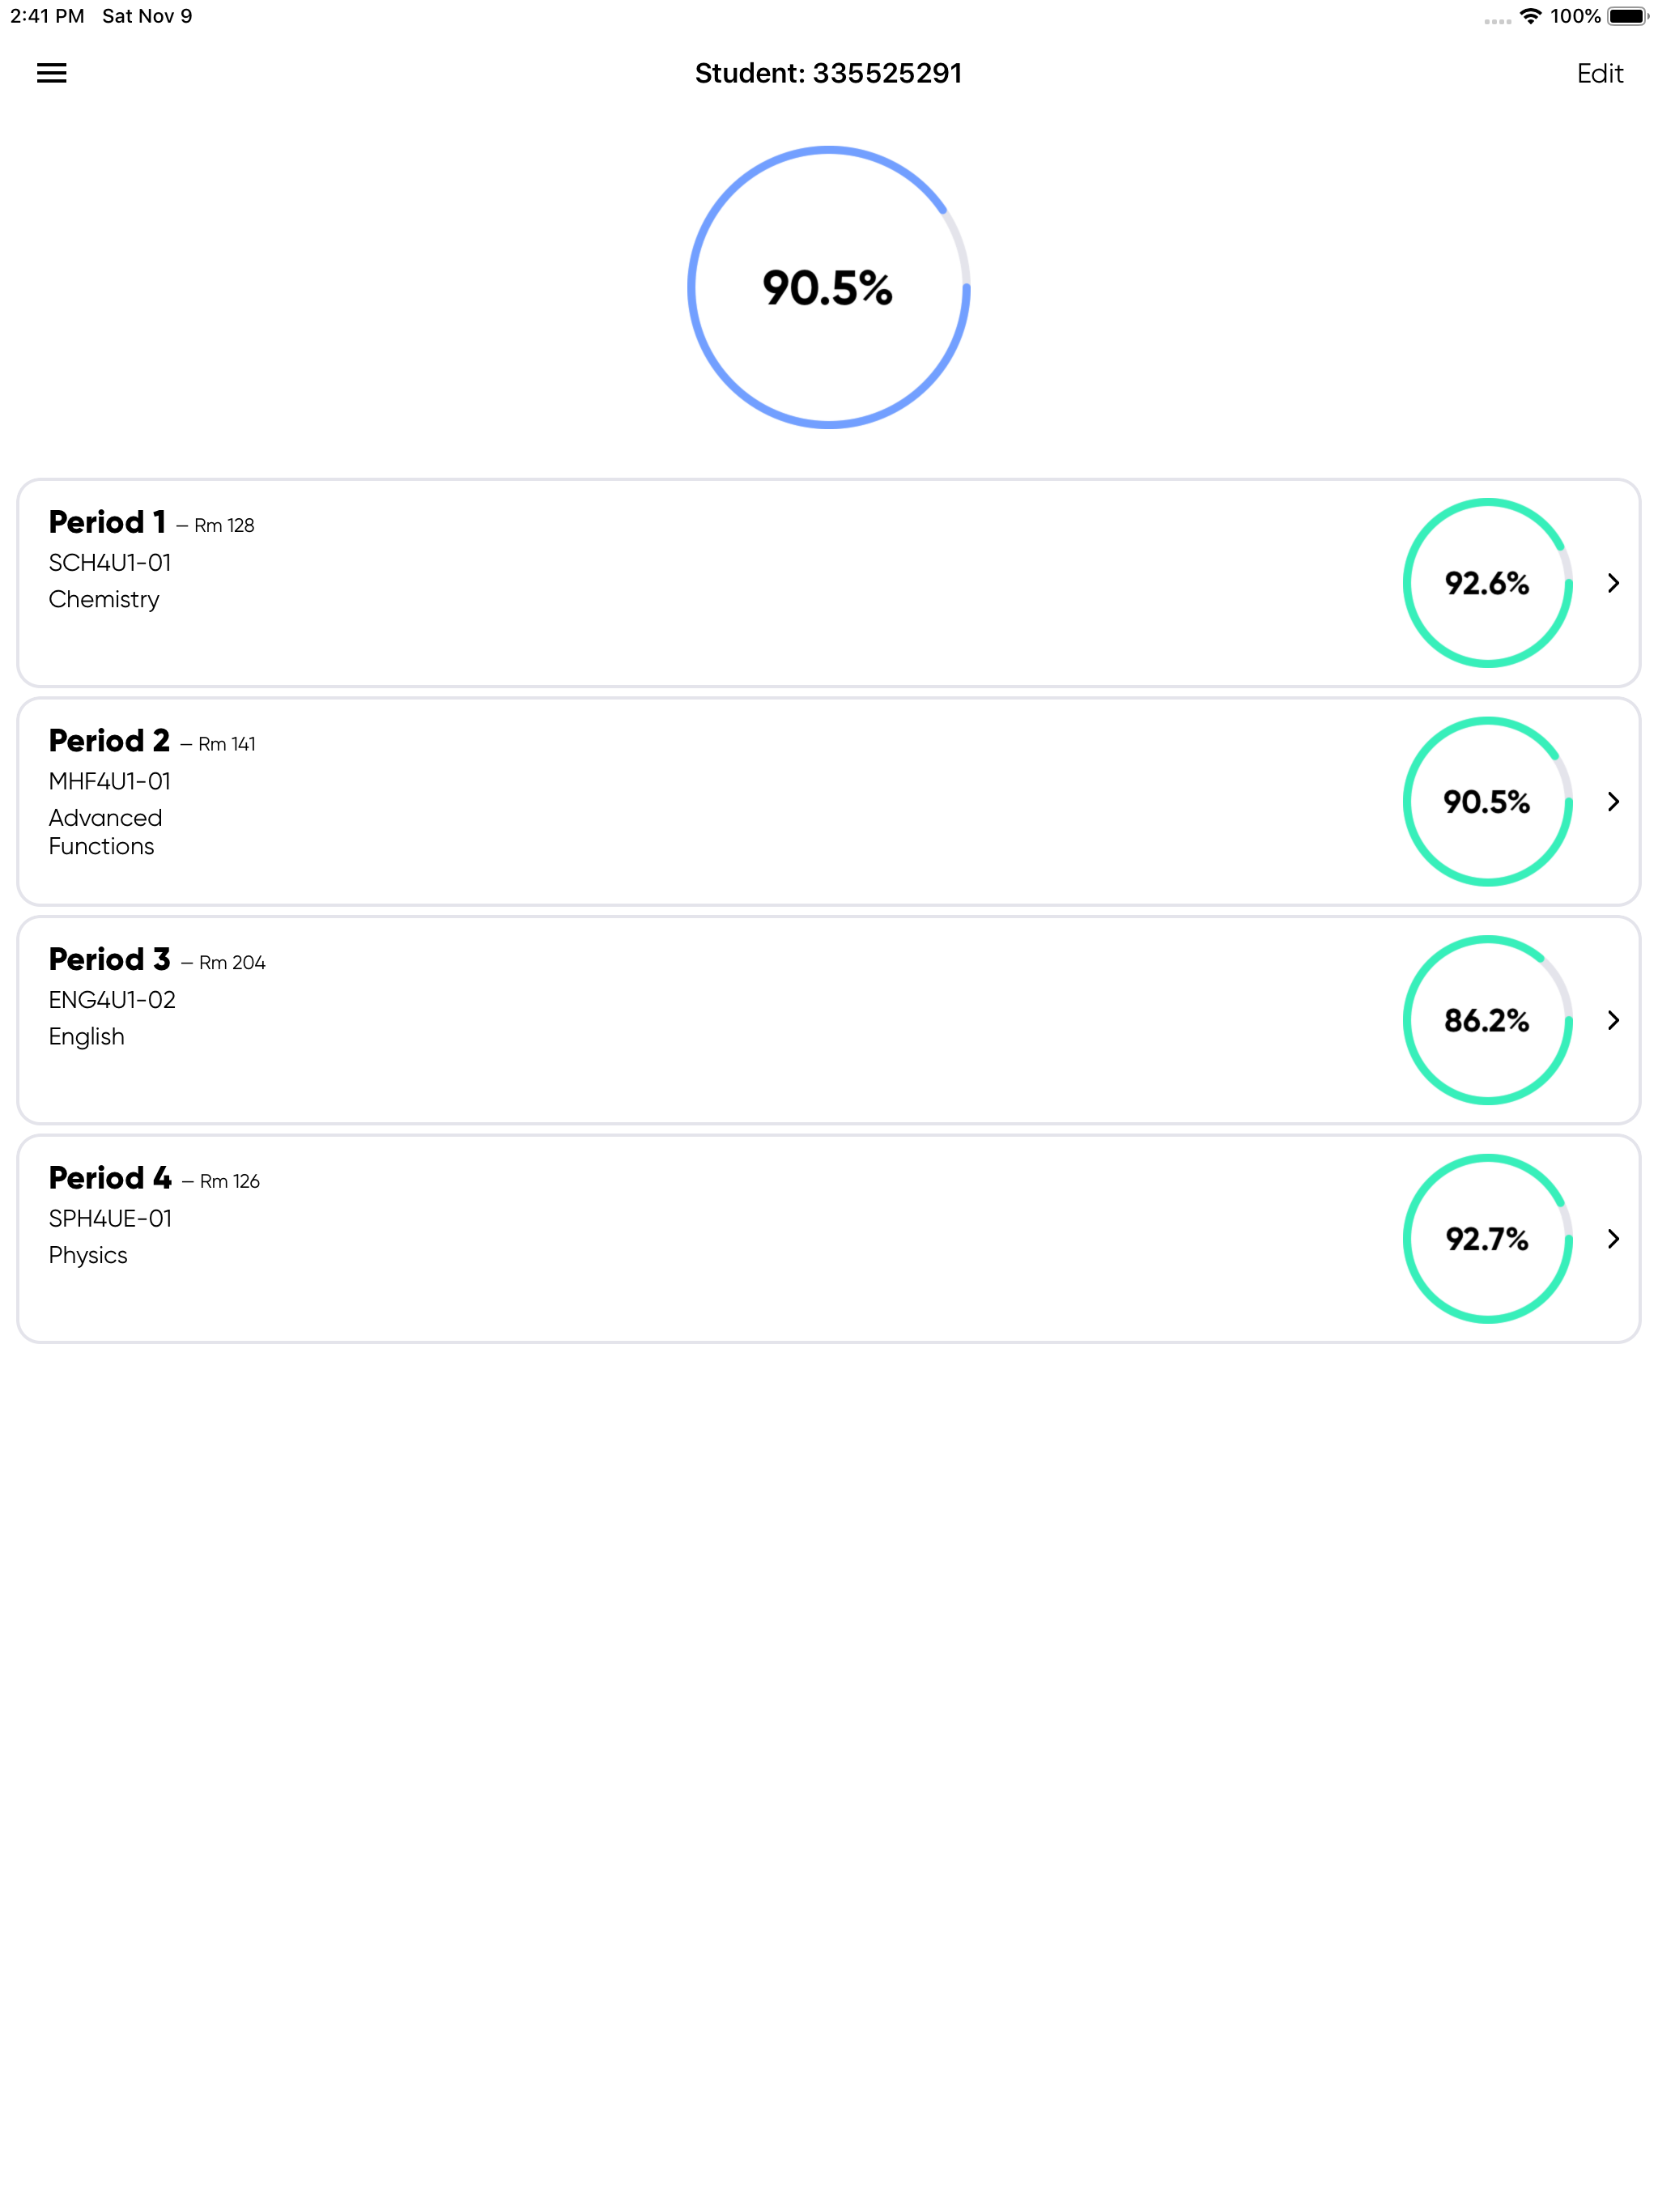 2:41 PM Sat Nov 9 100%
Student: 335525291 Edit
90.5%
Period 1 – Rm 128
SCH4U1-01
Chemistry
92.6%
Period 2 – Rm 141
MHF4U1-01
Advanced
Functions
90.5%
Period 3 – Rm 204
ENG4U1-02
English
86.2%
Period 4 – Rm 126
SPH4UE-01
Physics
92.7%